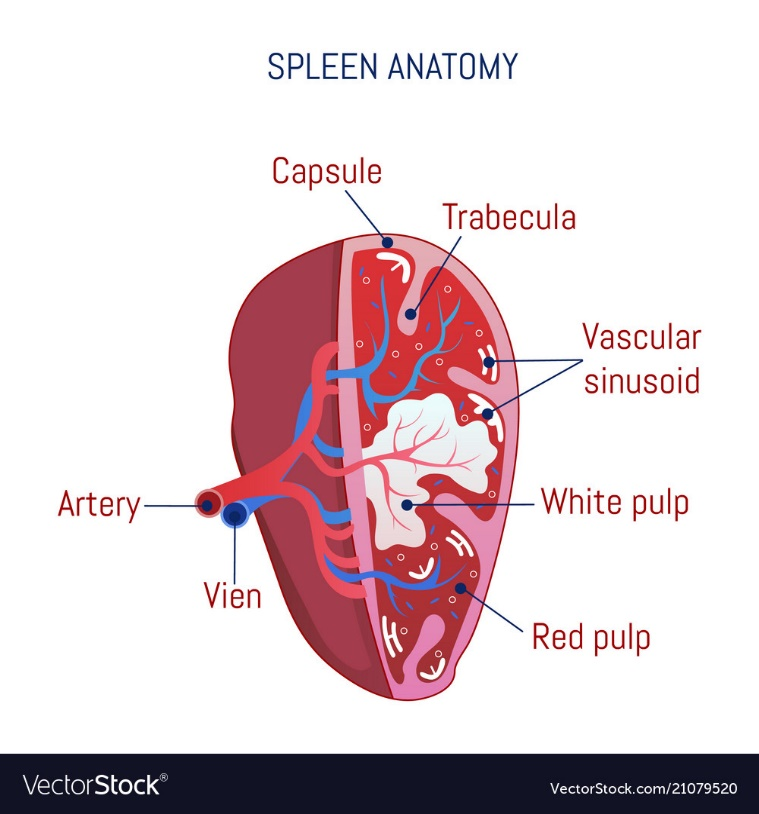 SPLEEN ANATOMY
Capsule
Trabecula
Vascular
sinusoid
Artery
White pulp
Vien
Red pulp
VectorStock®
VectorStock.com/21079520